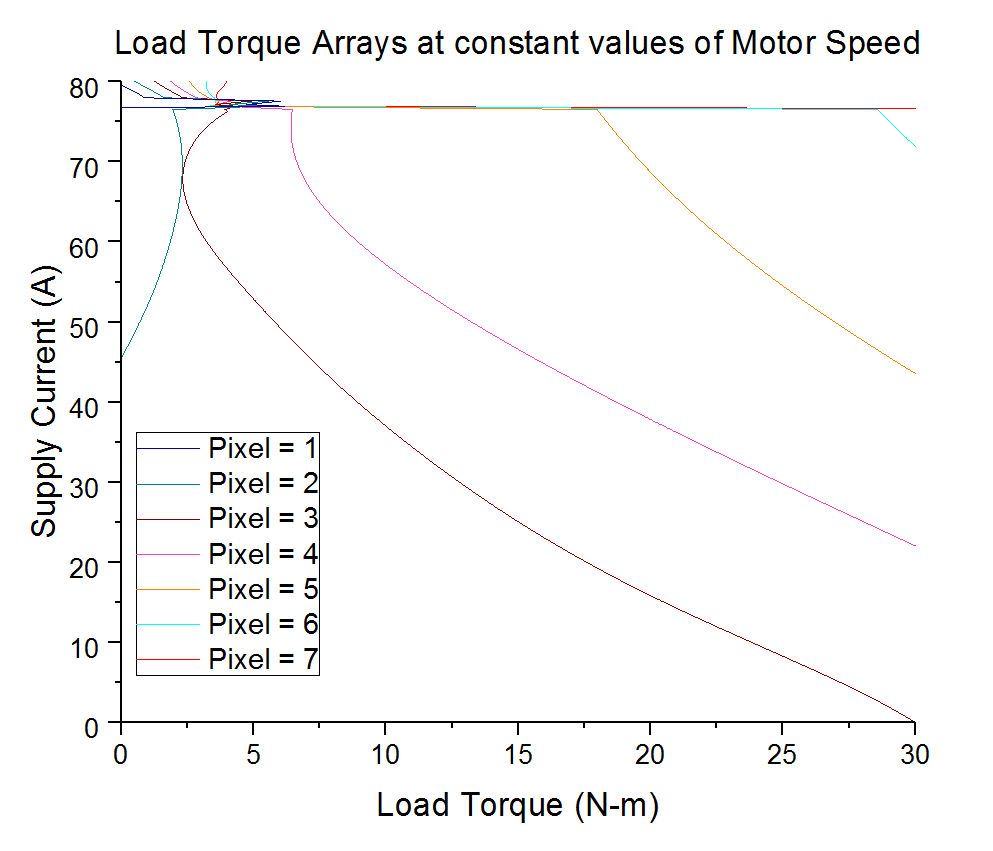 Load Torque Arrays at constant values of Motor Speed
80
70
60
50
40
30
20
10
0
Supply Current (A)
Pixel = 1
Pixel = 2
Pixel = 3
Pixel = 4
Pixel = 5
Pixel = 6
Pixel = 7
0 5 10 15 20 25 30
Load Torque (N-m)